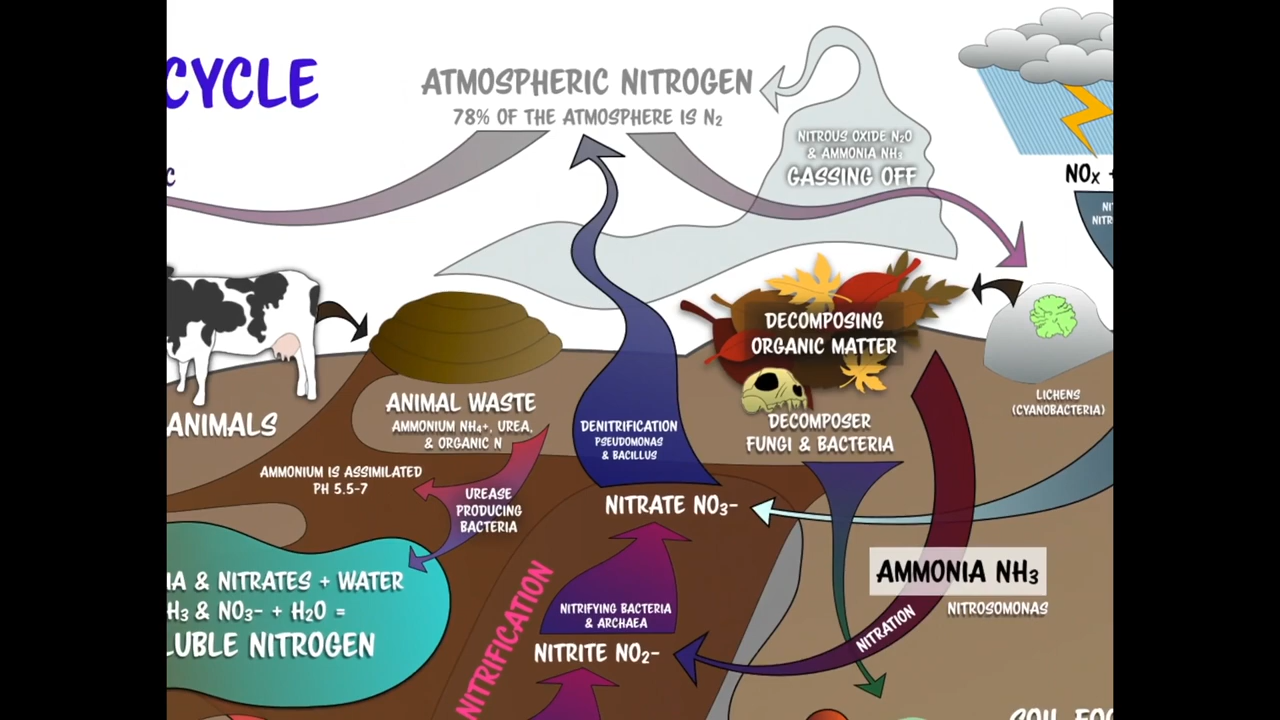 CYCLE
ATMOSPHERIC NITROGEN
78% OF THE ATMOSPHERE IS N₂
NITROUS OXIDE N₂O
& AMMONIA NH₃
GASSING OFF
NOₓ +
C
NI
NITR
DECOMPOSING
ORGANIC MATTER
LICHENS
(CYANOBACTERIA)
ANIMALS
ANIMAL WASTE
AMMONIUM NH₄+, UREA,
& ORGANIC N
DENITRIFICATION
PSEUDOMONAS
& BACILLUS
DECOMPOSER
FUNGI & BACTERIA
AMMONIUM IS ASSIMILATED
PH 5.5-7
UREASE
PRODUCING
BACTERIA
NITRATE NO₃-
AMMONIA NH₃
NITROSOMONAS
NITRATION
IA & NITRATES + WATER
H₃ & NO₃- + H₂O =
LUBLE NITROGEN
NITRIFICATION
NITRIFYING BACTERIA
& ARCHAEA
NITRITE NO₂-